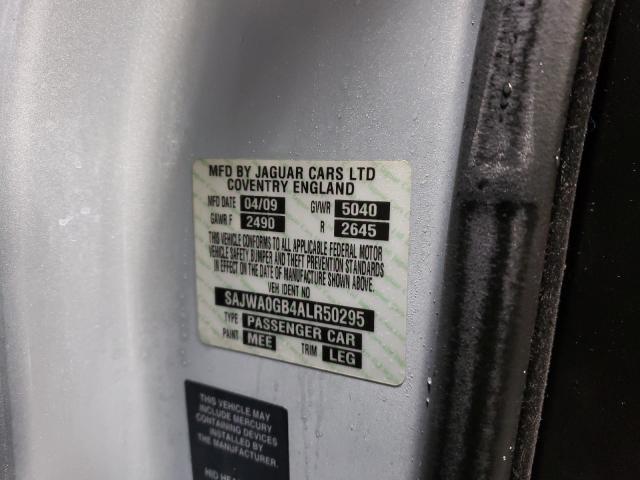 MFD BY JAGUAR CARS LTD
COVENTRY ENGLAND
MFD DATE 04/09 GVWR 5040
GAWR F 2490 R 2645
THIS VEHICLE CONFORMS TO ALL APPLICABLE FEDERAL MOTOR
VEHICLE SAFETY, BUMPER AND THEFT PREVENTION STANDARDS
IN EFFECT ON THE DATE OF MANUFACTURE SHOWN ABOVE.
VEH IDENT NO
SAJWA0GB4ALR50295
TYPE PASSENGER CAR
PAINT MEE TRIM LEG
THIS VEHICLE MAY
INCLUDE MERCURY
CONTAINING DEVICES
INSTALLED BY
THE MANUFACTURER.